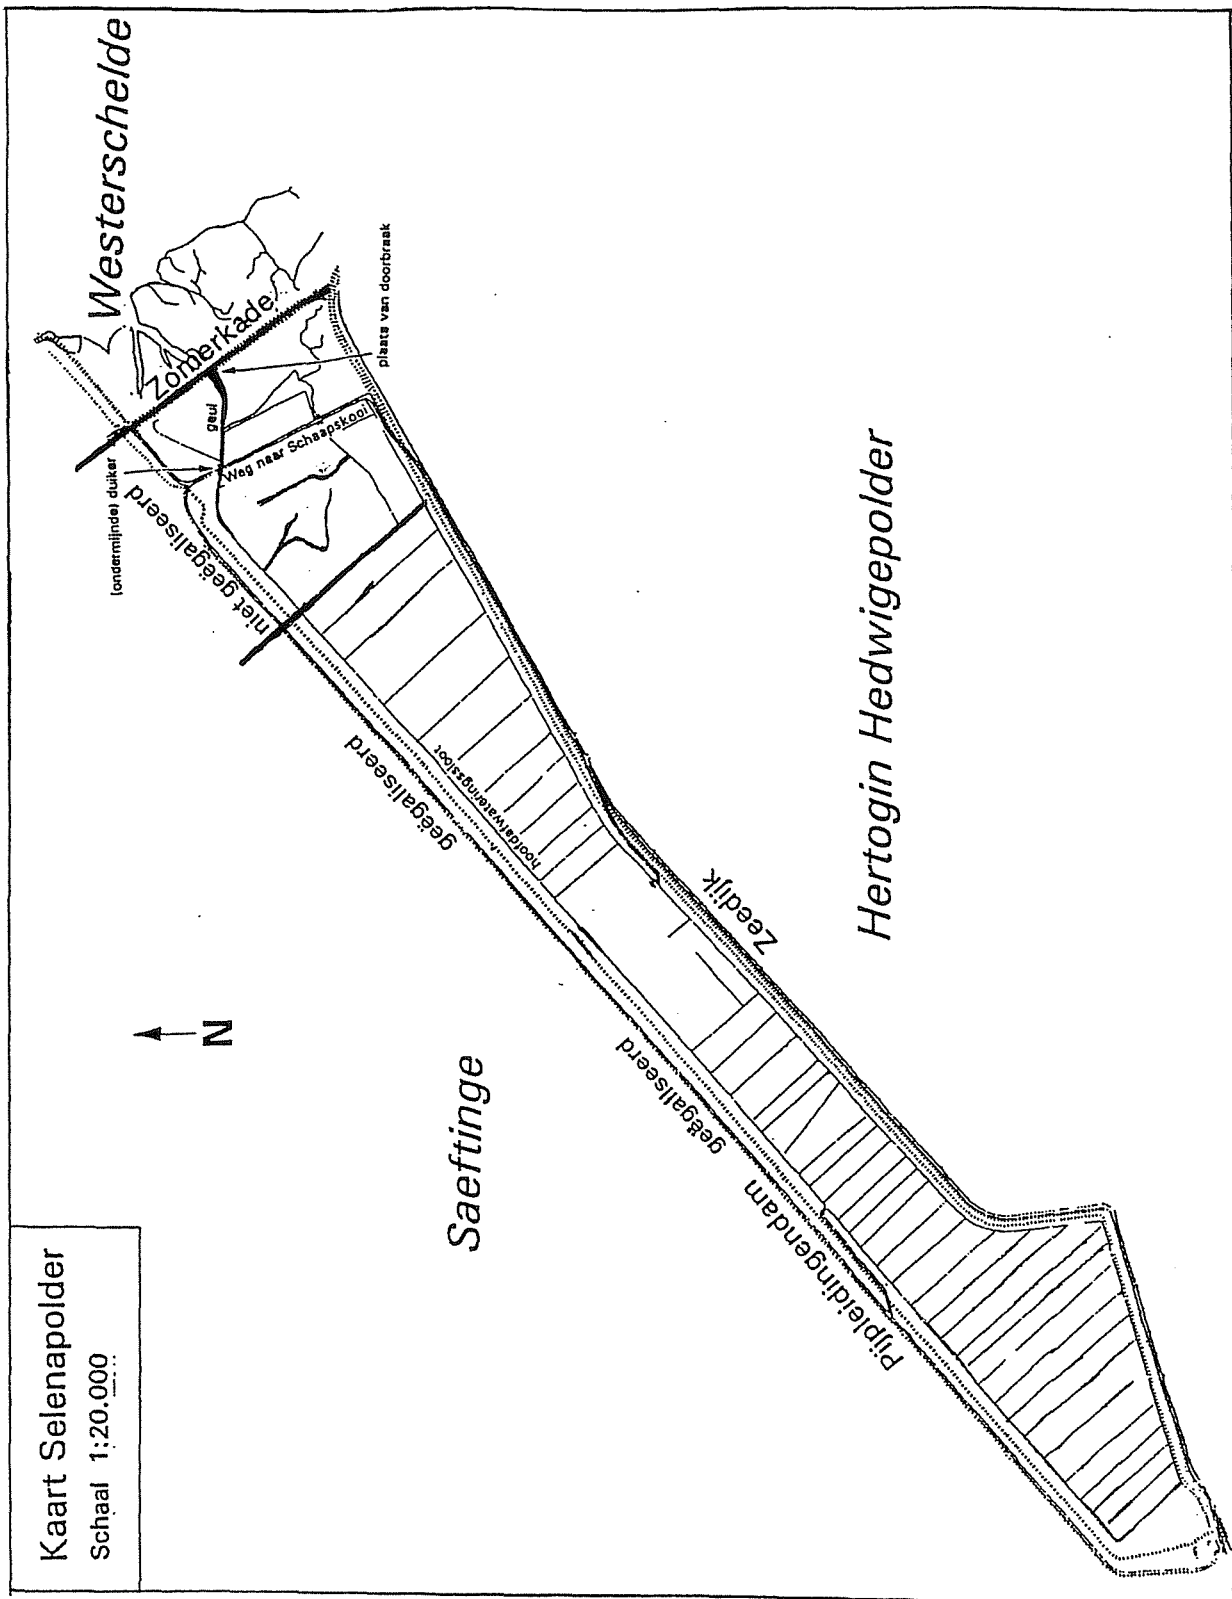 Kaart Selenapolder
Schaal 1:20.000
Westerschelde
Zomerkade
plaats van doorbraak
geul
(ondermijnde) duiker
Weg naar Schaapskooi
niet geëgaliseerd
geëgaliseerd
hoofdafwateringssloot
Zeedijk
Hertogin Hedwigepolder
N
Saeftinge
geëgaliseerd
Pijpleidingendam